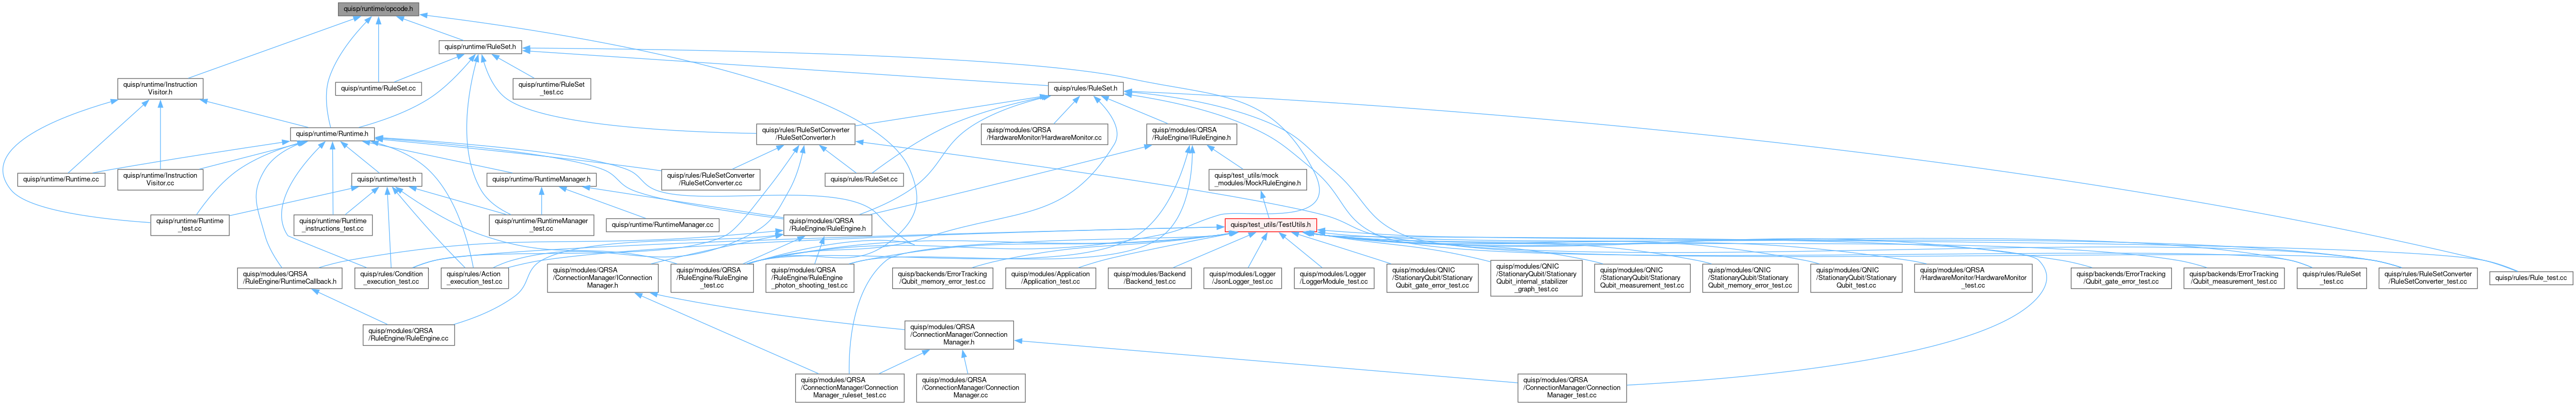 quisp/runtime/opcode.h
quisp/runtime/RuleSet.h
quisp/runtime/Instruction
Visitor.h
quisp/runtime/RuleSet.cc
quisp/runtime/RuleSet
_test.cc
quisp/rules/RuleSet.h
quisp/runtime/Runtime.h
quisp/rules/RuleSetConverter
/RuleSetConverter.h
quisp/modules/QRSA
/HardwareMonitor/HardwareMonitor.cc
quisp/modules/QRSA
/RuleEngine/IRuleEngine.h
quisp/runtime/Runtime.cc
quisp/runtime/Instruction
Visitor.cc
quisp/runtime/test.h
quisp/runtime/RuntimeManager.h
quisp/rules/RuleSetConverter
/RuleSetConverter.cc
quisp/rules/RuleSet.cc
quisp/test_utils/mock
_modules/MockRuleEngine.h
quisp/runtime/Runtime
_test.cc
quisp/runtime/Runtime
_instructions_test.cc
quisp/runtime/RuntimeManager
_test.cc
quisp/runtime/RuntimeManager.cc
quisp/modules/QRSA
/RuleEngine/RuleEngine.h
quisp/test_utils/TestUtils.h
quisp/modules/QRSA
/RuleEngine/RuntimeCallback.h
quisp/rules/Condition
_execution_test.cc
quisp/rules/Action
_execution_test.cc
quisp/modules/QRSA
/ConnectionManager/IConnection
Manager.h
quisp/modules/QRSA
/RuleEngine/RuleEngine
_test.cc
quisp/modules/QRSA
/RuleEngine/RuleEngine
_photon_shooting_test.cc
quisp/backends/ErrorTracking
/Qubit_memory_error_test.cc
quisp/modules/Application
/Application_test.cc
quisp/modules/Backend
/Backend_test.cc
quisp/modules/Logger
/JsonLogger_test.cc
quisp/modules/Logger
/LoggerModule_test.cc
quisp/modules/QNIC
/StationaryQubit/Stationary
Qubit_gate_error_test.cc
quisp/modules/QNIC
/StationaryQubit/Stationary
Qubit_internal_stabilizer
_graph_test.cc
quisp/modules/QNIC
/StationaryQubit/Stationary
Qubit_measurement_test.cc
quisp/modules/QNIC
/StationaryQubit/Stationary
Qubit_memory_error_test.cc
quisp/modules/QNIC
/StationaryQubit/Stationary
Qubit_test.cc
quisp/modules/QRSA
/HardwareMonitor/HardwareMonitor
_test.cc
quisp/backends/ErrorTracking
/Qubit_gate_error_test.cc
quisp/backends/ErrorTracking
/Qubit_measurement_test.cc
quisp/rules/RuleSet
_test.cc
quisp/rules/RuleSetConverter
/RuleSetConverter_test.cc
quisp/rules/Rule_test.cc
quisp/modules/QRSA
/RuleEngine/RuleEngine.cc
quisp/modules/QRSA
/ConnectionManager/Connection
Manager.h
quisp/modules/QRSA
/ConnectionManager/Connection
Manager_ruleset_test.cc
quisp/modules/QRSA
/ConnectionManager/Connection
Manager.cc
quisp/modules/QRSA
/ConnectionManager/Connection
Manager_test.cc